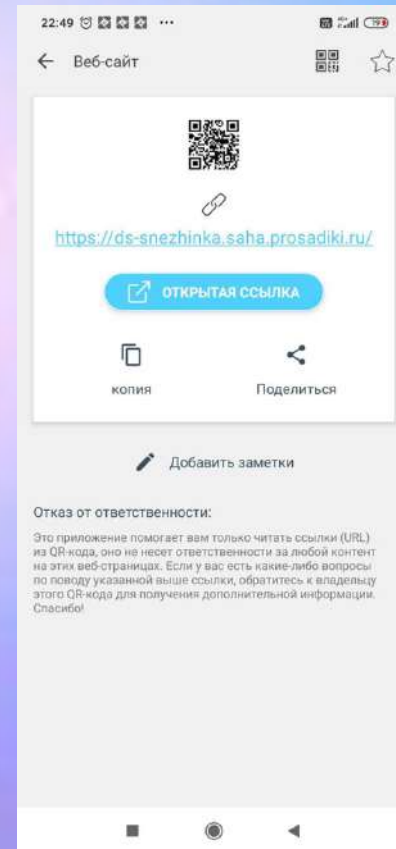 22:49
Веб-сайт
https://ds-snezhinka.saha.prosadiki.ru/
ОТКРЫТАЯ ССЫЛКА
копия
Поделиться
Добавить заметки
Отказ от ответственности:
Это приложение помогает вам только читать ссылки (URL)
из QR-кода, оно не несет ответственности за любой контент
на этих веб-страницах. Если у вас есть какие-либо вопросы
по поводу указанной выше ссылки, обратитесь к владельцу
этого QR-кода для получения дополнительной информации.
Спасибо!